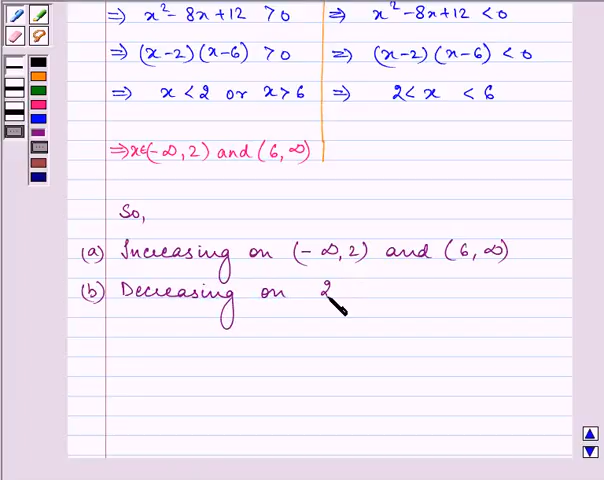 ⇒ x² - 8x + 12 > 0
⇒ (x-2) (x-6) > 0
⇒ x < 2 or x > 6
⇒ x∈(-∞, 2) and (6, ∞)
⇒ x² - 8x + 12 < 0
⇒ (x-2) (x-6) < 0
⇒ 2 < x < 6
So,
(a) Increasing on (-∞, 2) and (6, ∞)
(b) Decreasing on 2